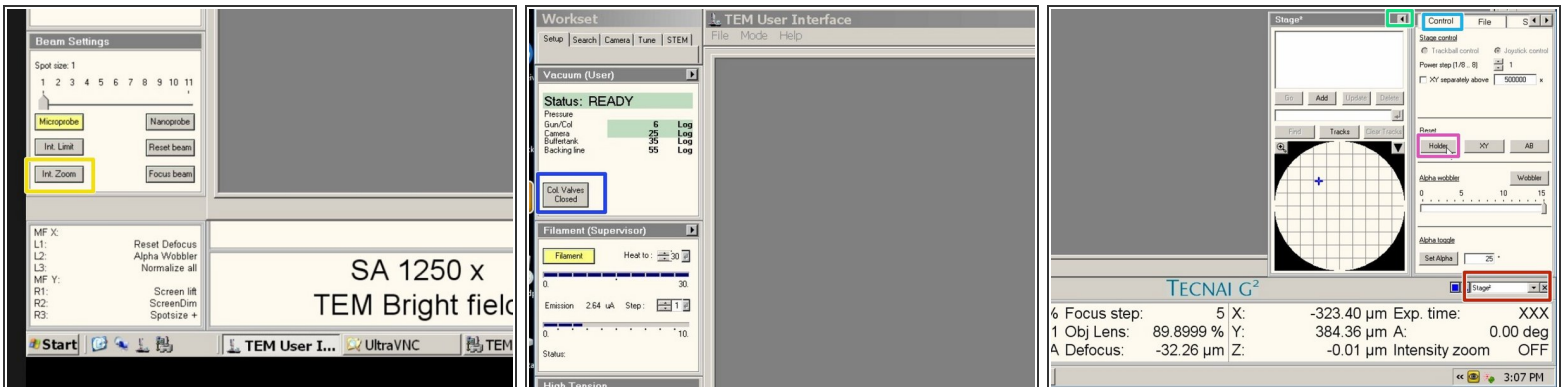 Beam Settings
Spot size: 1
1 2 3 4 5 6 7 8 9 10 11
Microprobe
Nanoprobe
Int. Limit
Reset beam
Int. Zoom
Focus beam
MF X:
L1: Reset Defocus
L2: Alpha Wobbler
L3: Normalize all
MF Y:
R1: Screen lift
R2: ScreenDim
R3: Spotsize +
SA 1250 x
TEM Bright field
Start
TEM User I...
UltraVNC
TEM
Workset
Setup Search Camera Tune STEM
Vacuum (User)
Status: READY
Pressure
Gun/Col 6 Log
Camera 25 Log
Buffertank 35 Log
Backing line 55 Log
Col. Valves
Closed
Filament (Supervisor)
Filament
Heat to: 30
0. 30.
Emission 2.64 uA Step: 1
0. 10.
Status:
High Tension
TEM User Interface
File Mode Help
Stage²
Go Add Update Delete
Find Tracks Clear Tracks
Control File S
Stage control
Trackball control Joystick control
Power step (1/8 .. 8) 1
XY separately above 500000 x
Reset
Holder XY AB
Alpha wobbler
Wobbler
0 5 10 15
Alpha toggle
Set Alpha 25 °
TECNAI G²
Stage²
% Focus step: 5 X: -323.40 µm Exp. time: XXX
1 Obj Lens: 89.8999 % Y: 384.36 µm A: 0.00 deg
A Defocus: -32.26 µm Z: -0.01 µm Intensity zoom OFF
3:07 PM